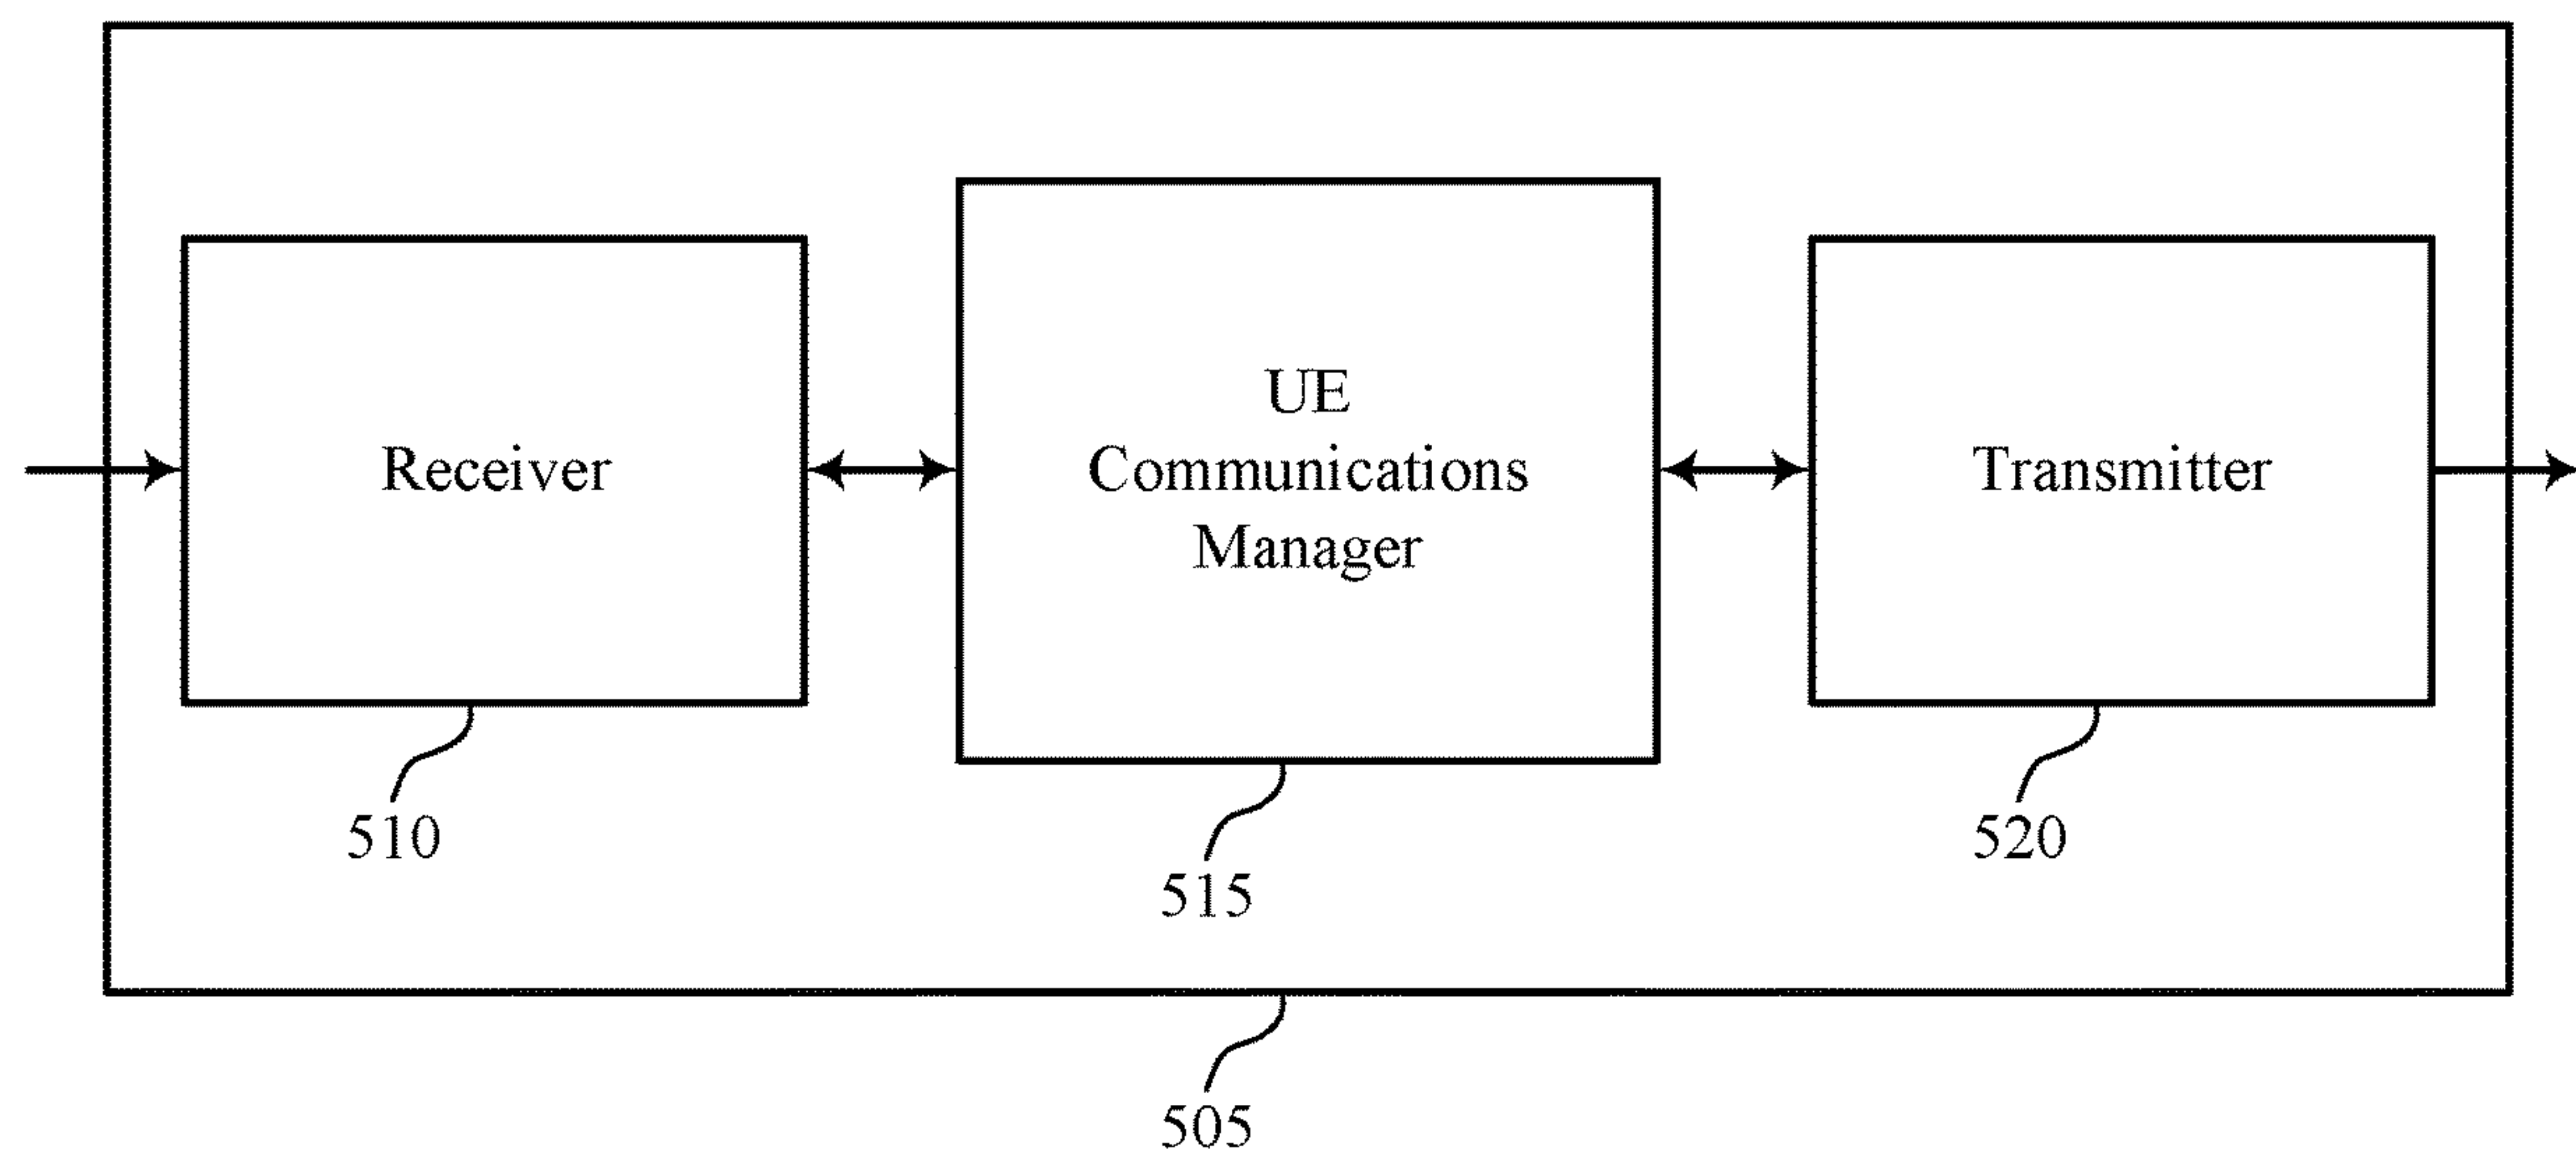 Receiver
UE
Communications
Manager
Transmitter
510
515
520
505